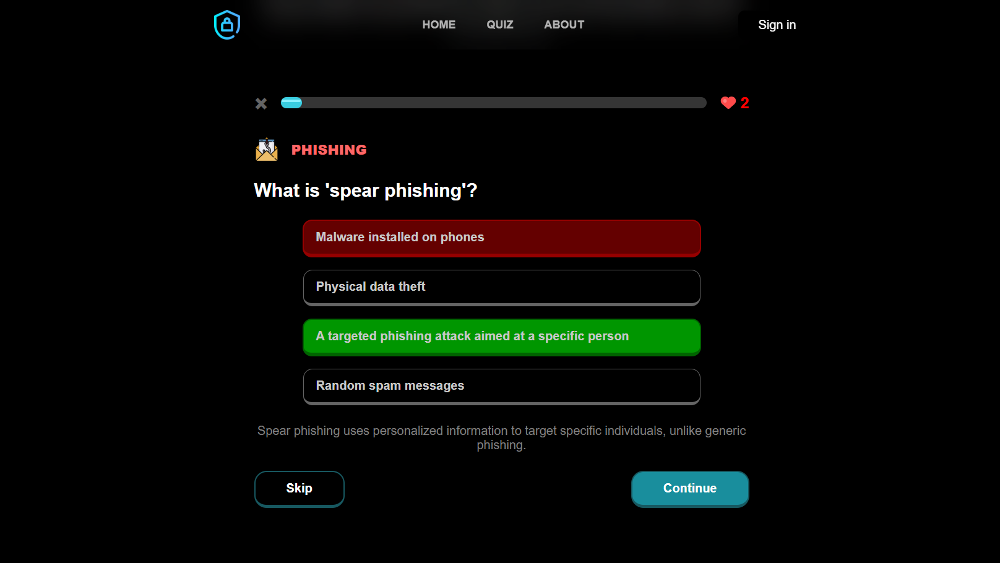 HOME QUIZ ABOUT Sign in
2
PHISHING
What is 'spear phishing'?
Malware installed on phones
Physical data theft
A targeted phishing attack aimed at a specific person
Random spam messages
Spear phishing uses personalized information to target specific individuals, unlike generic
phishing.
Skip Continue